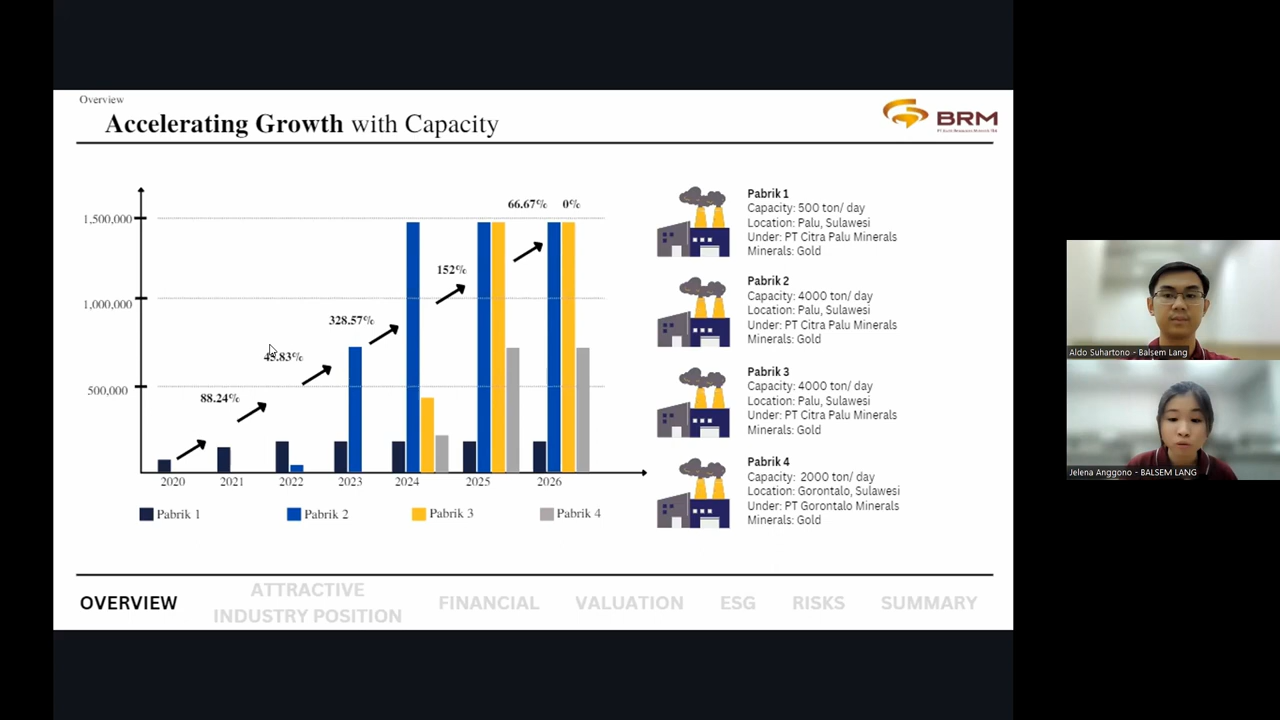 Overview
Accelerating Growth with Capacity
BRM
1,500,000
1,000,000
500,000
88.24%
45.83%
328.57%
152%
66.67%
0%
2020
2021
2022
2023
2024
2025
2026
Pabrik 1
Pabrik 2
Pabrik 3
Pabrik 4
Pabrik 1
Capacity: 500 ton/ day
Location: Palu, Sulawesi
Under: PT Citra Palu Minerals
Minerals: Gold
Pabrik 2
Capacity: 4000 ton/ day
Location: Palu, Sulawesi
Under: PT Citra Palu Minerals
Minerals: Gold
Pabrik 3
Capacity: 4000 ton/ day
Location: Palu, Sulawesi
Under: PT Citra Palu Minerals
Minerals: Gold
Pabrik 4
Capacity: 2000 ton/ day
Location: Gorontalo, Sulawesi
Under: PT Gorontalo Minerals
Minerals: Gold
OVERVIEW
ATTRACTIVE
INDUSTRY POSITION
FINANCIAL
VALUATION
ESG
RISKS
SUMMARY
Aldo Suhartono - Balsem Lang
Jelena Anggono - BALSEM LANG